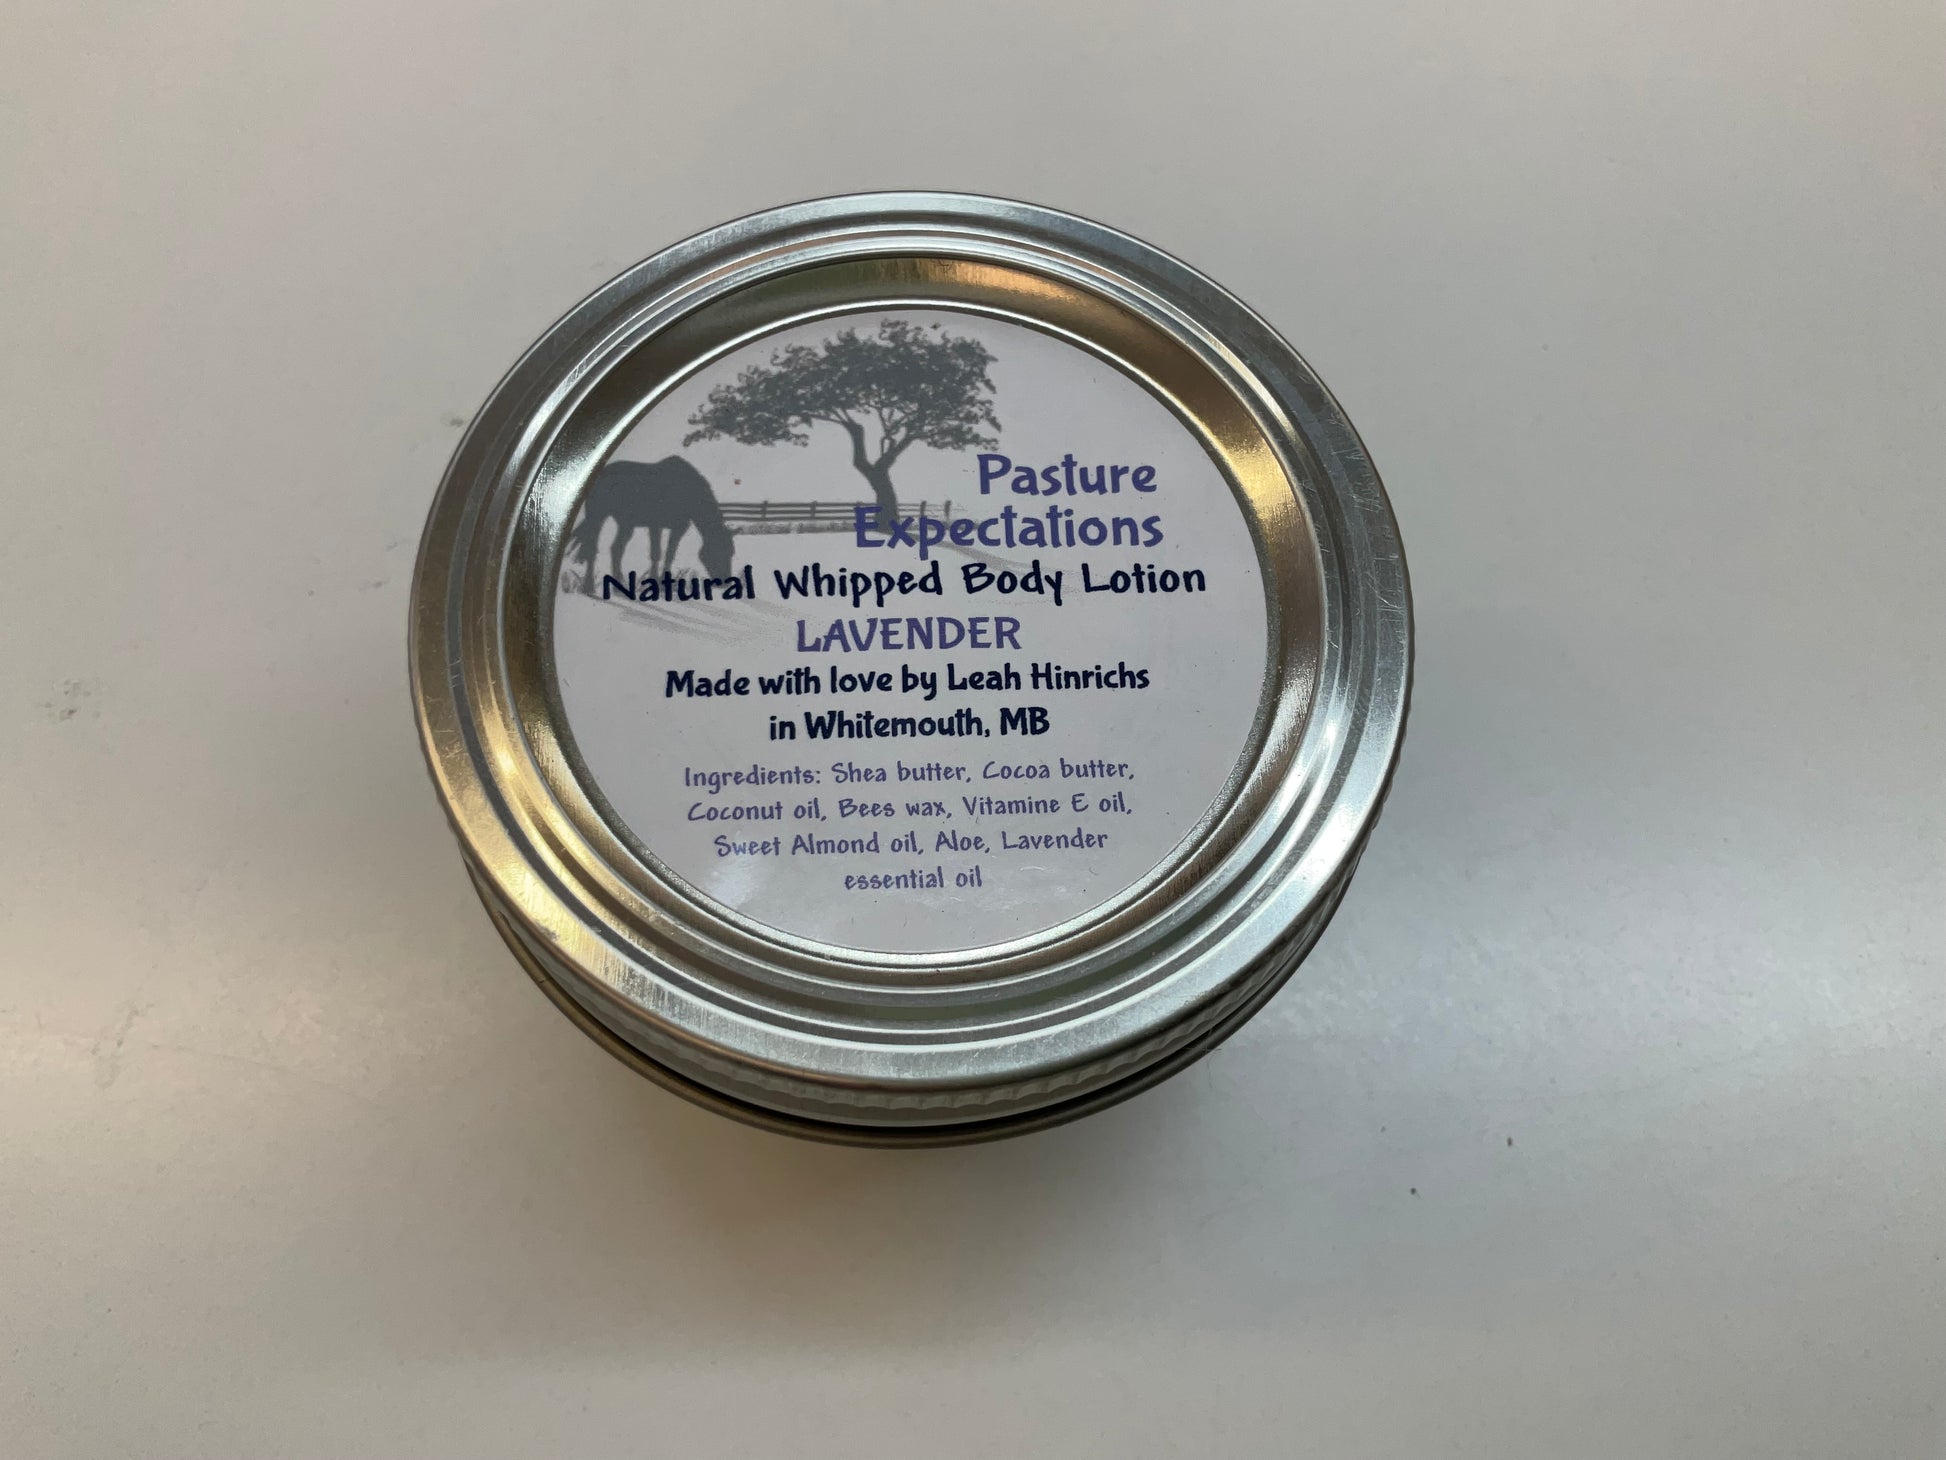 Pasture
Expectations
Natural Whipped Body Lotion
LAVENDER
Made with love by Leah Hinrichs
in Whitemouth, MB
Ingredients: Shea butter, Cocoa butter,
Coconut oil, Bees wax, Vitamine E oil,
Sweet Almond oil, Aloe, Lavender
essential oil